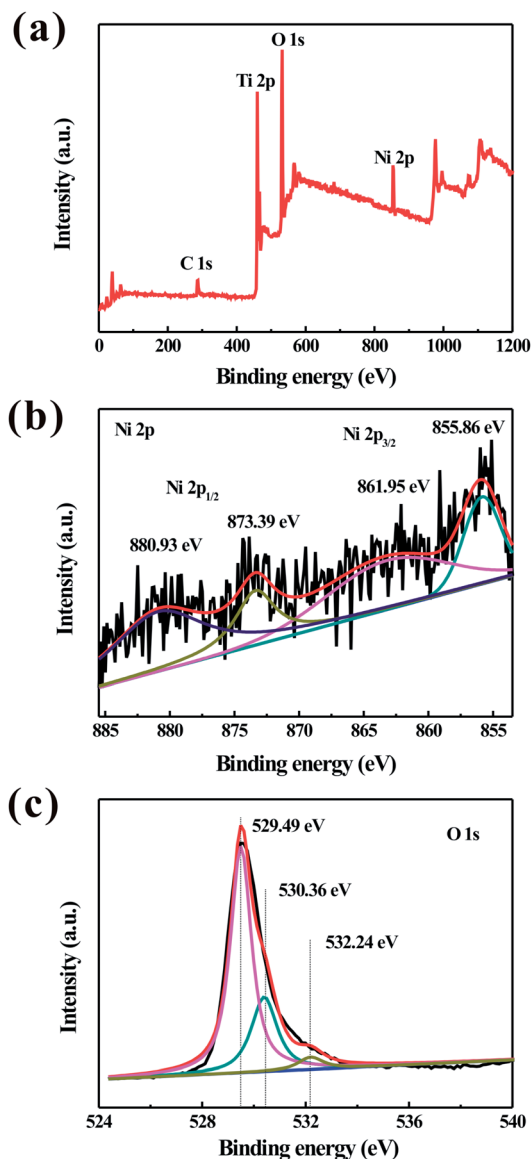 (a)
O 1s
Ti 2p
Ni 2p
C 1s
Intensity (a.u.)
0 200 400 600 800 1000 1200
Binding energy (eV)
(b)
Ni 2p
Ni 2p3/2
855.86 eV
Ni 2p1/2
861.95 eV
873.39 eV
880.93 eV
Intensity (a.u.)
885 880 875 870 865 860 855
Binding energy (eV)
(c)
529.49 eV
O 1s
530.36 eV
532.24 eV
Intensity (a.u.)
524 528 532 536 540
Binding energy (eV)